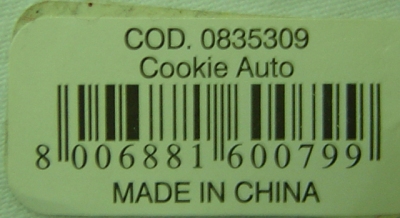 COD. 0835309
Cookie Auto
8 006881 600799
MADE IN CHINA